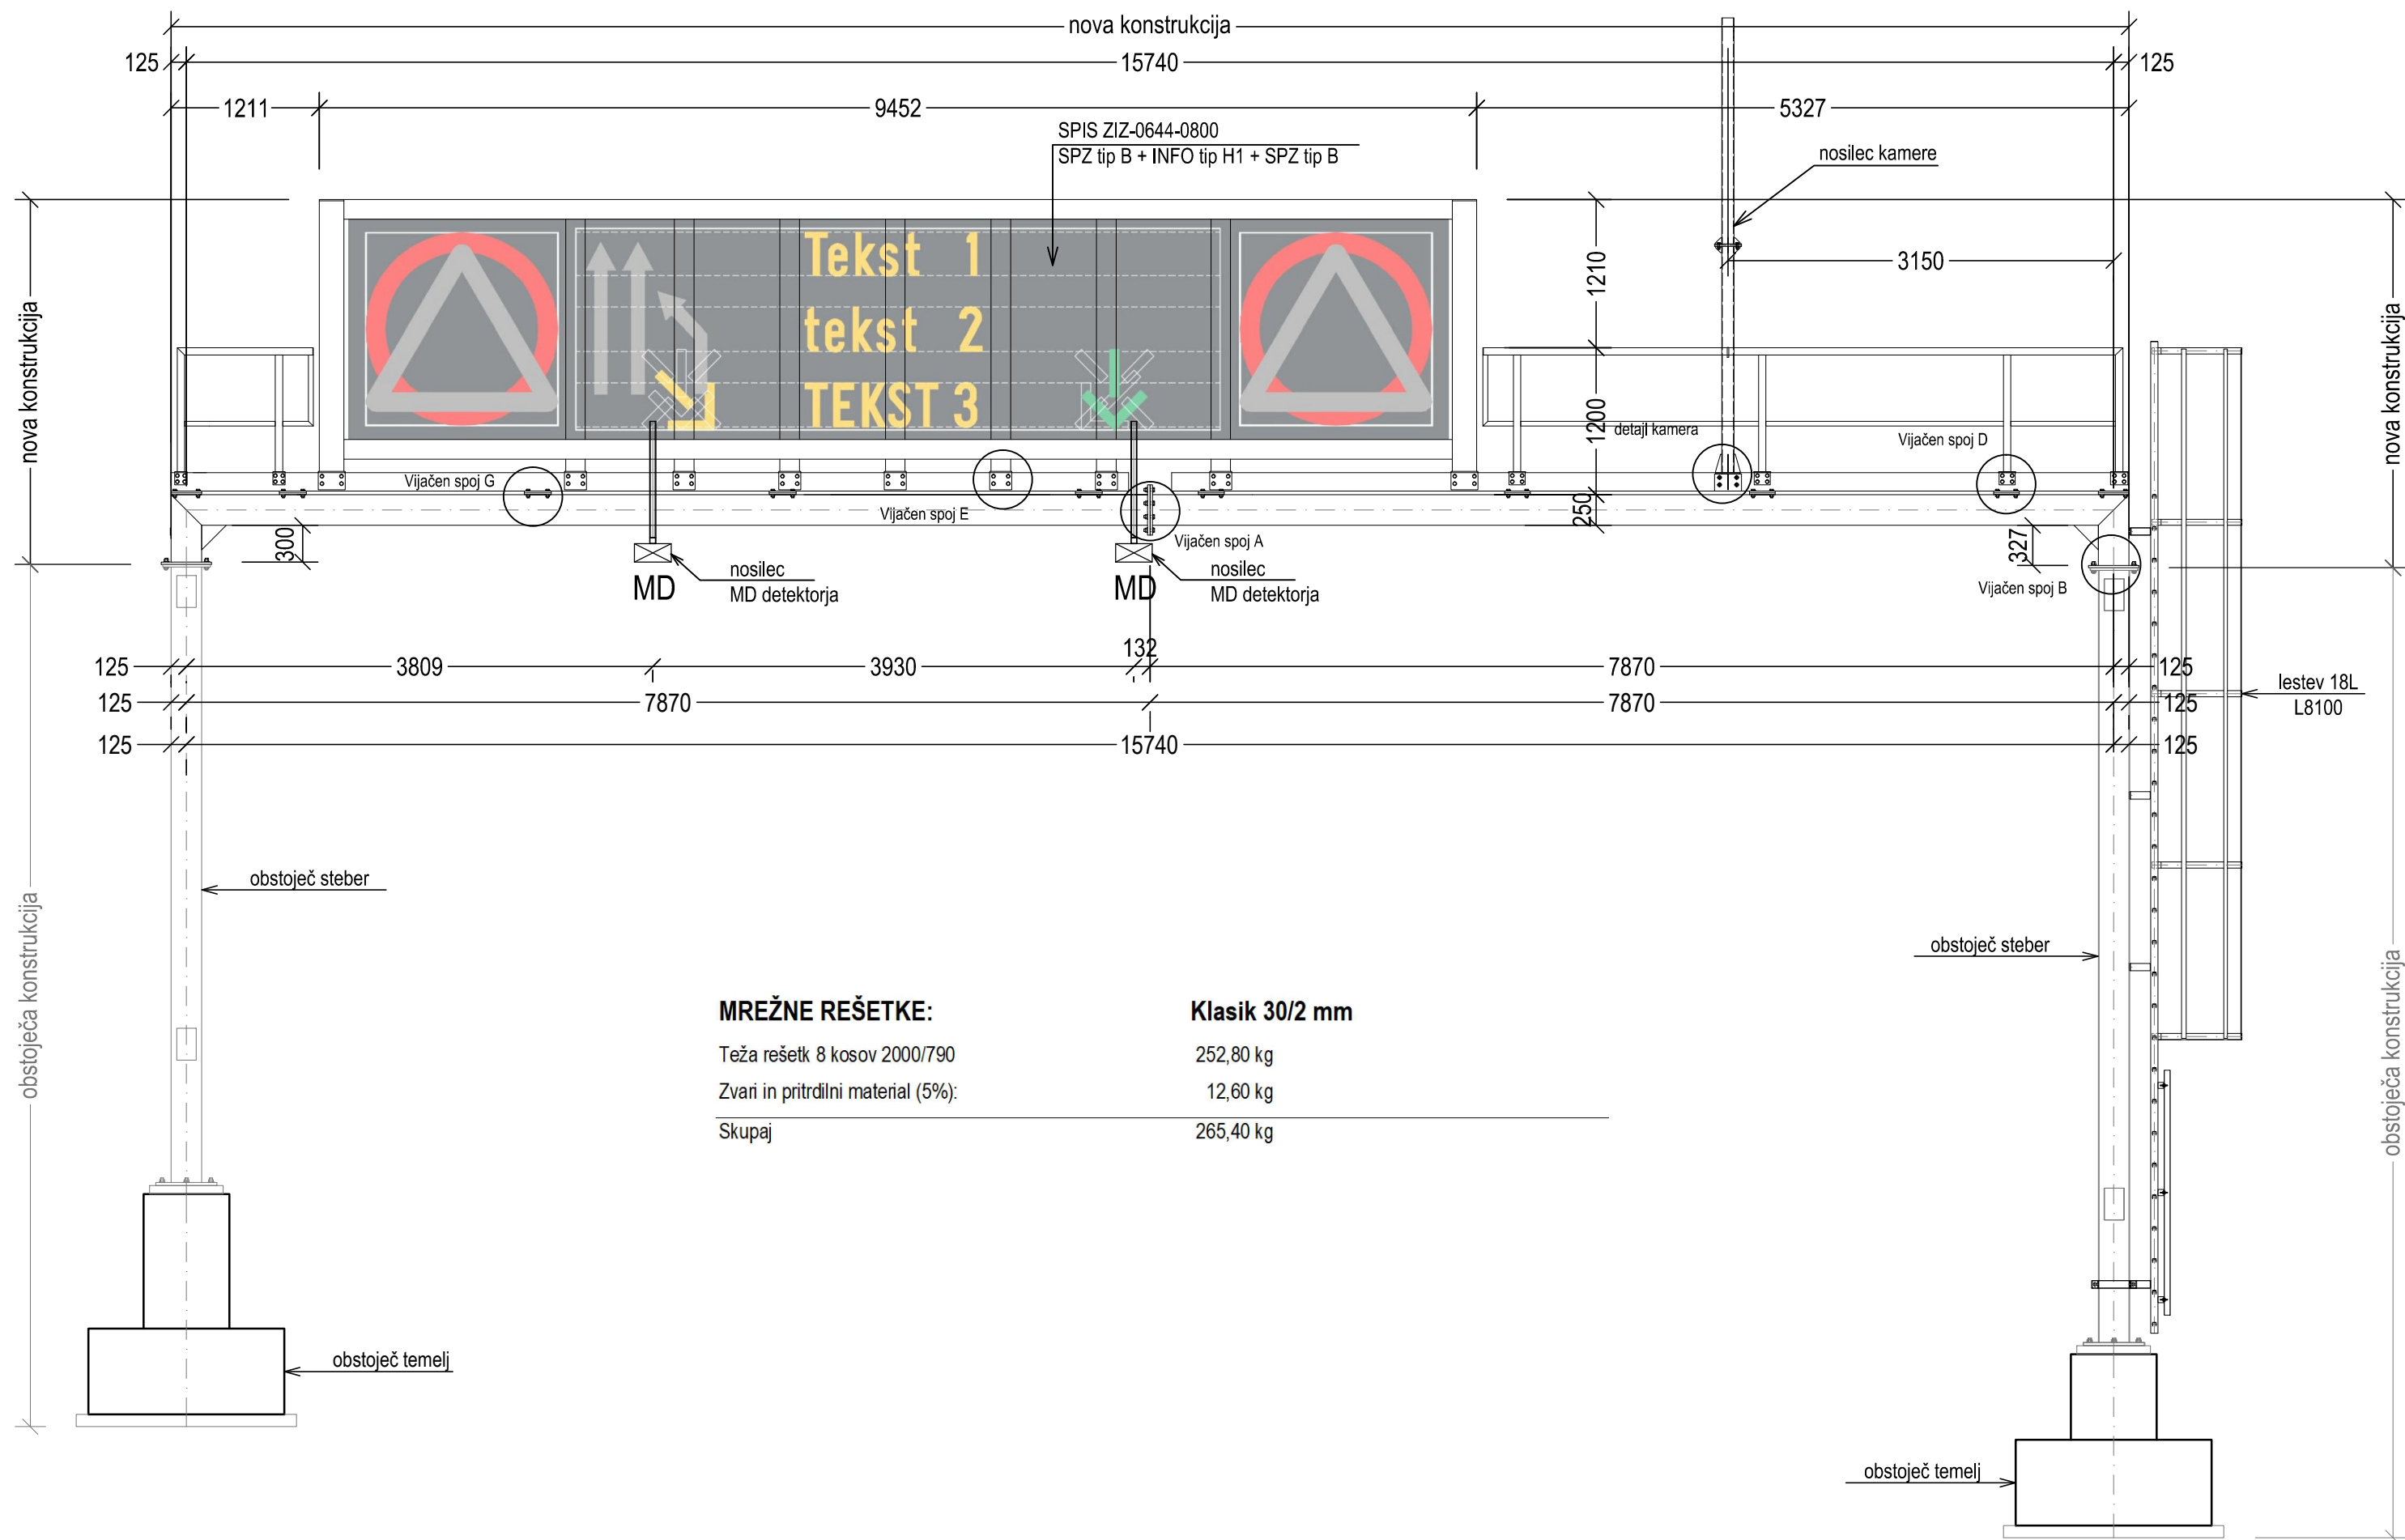 nova konstrukcija
125
15740
125
1211
9452
5327
SPIS ZIZ-0644-0800
SPZ tip B + INFO tip H1 + SPZ tip B
nosilec kamere
nova konstrukcija
Tekst 1
tekst 2
TEKST 3
1210
3150
nova konstrukcija
1200
detajl kamera
Vijačen spoj D
Vijačen spoj G
Vijačen spoj E
250
300
Vijačen spoj A
327
Vijačen spoj B
MD
nosilec
MD detektorja
MD
nosilec
MD detektorja
132
125
3809
3930
7870
125
125
7870
7870
125
125
15740
125
lestev 18L
L8100
obstoječ steber
obstoječ steber
obstoječa konstrukcija
obstoječa konstrukcija
MREŽNE REŠETKE: Klasik 30/2 mm
Teža rešetk 8 kosov 2000/790 252,80 kg
Zvari in pritrdilni material (5%): 12,60 kg
Skupaj 265,40 kg
obstoječ temelj
obstoječ temelj